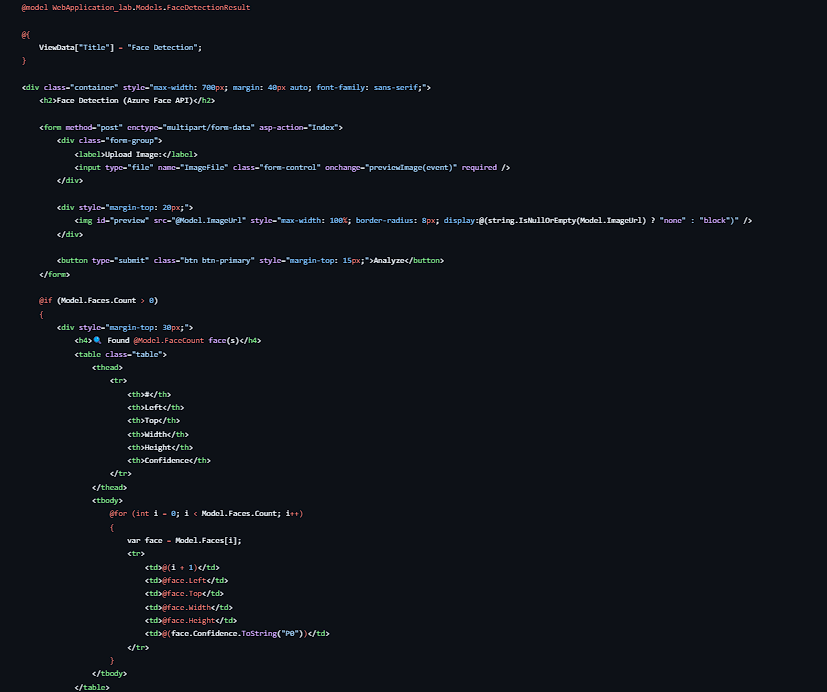 @model WebApplication_lab.Models.FaceDetectionResult
@{
ViewData["Title"] = "Face Detection";
}
<div class="container" style="max-width: 700px; margin: 40px auto; font-family: sans-serif;">
<h2>Face Detection (Azure Face API)</h2>
<form method="post" enctype="multipart/form-data" asp-action="Index">
<div class="form-group">
<label>Upload Image:</label>
<input type="file" name="ImageFile" class="form-control" onchange="previewImage(event)" required />
</div>
<div style="margin-top: 20px;">
<img id="preview" src="@Model.ImageUrl" style="max-width: 100%; border-radius: 8px; display:@(string.IsNullOrEmpty(Model.ImageUrl) ? "none" : "block")" />
</div>
<button type="submit" class="btn btn-primary" style="margin-top: 15px;">Analyze</button>
</form>
@if (Model.Faces.Count > 0)
{
<div style="margin-top: 30px;">
<h4>🔍 Found @Model.FaceCount face(s)</h4>
<table class="table">
<thead>
<tr>
<th>#</th>
<th>Left</th>
<th>Top</th>
<th>Width</th>
<th>Height</th>
<th>Confidence</th>
</tr>
</thead>
<tbody>
@for (int i = 0; i < Model.Faces.Count; i++)
{
var face = Model.Faces[i];
<tr>
<td>@(i + 1)</td>
<td>@face.Left</td>
<td>@face.Top</td>
<td>@face.Width</td>
<td>@face.Height</td>
<td>@(face.Confidence.ToString("P0"))</td>
</tr>
}
</tbody>
</table>